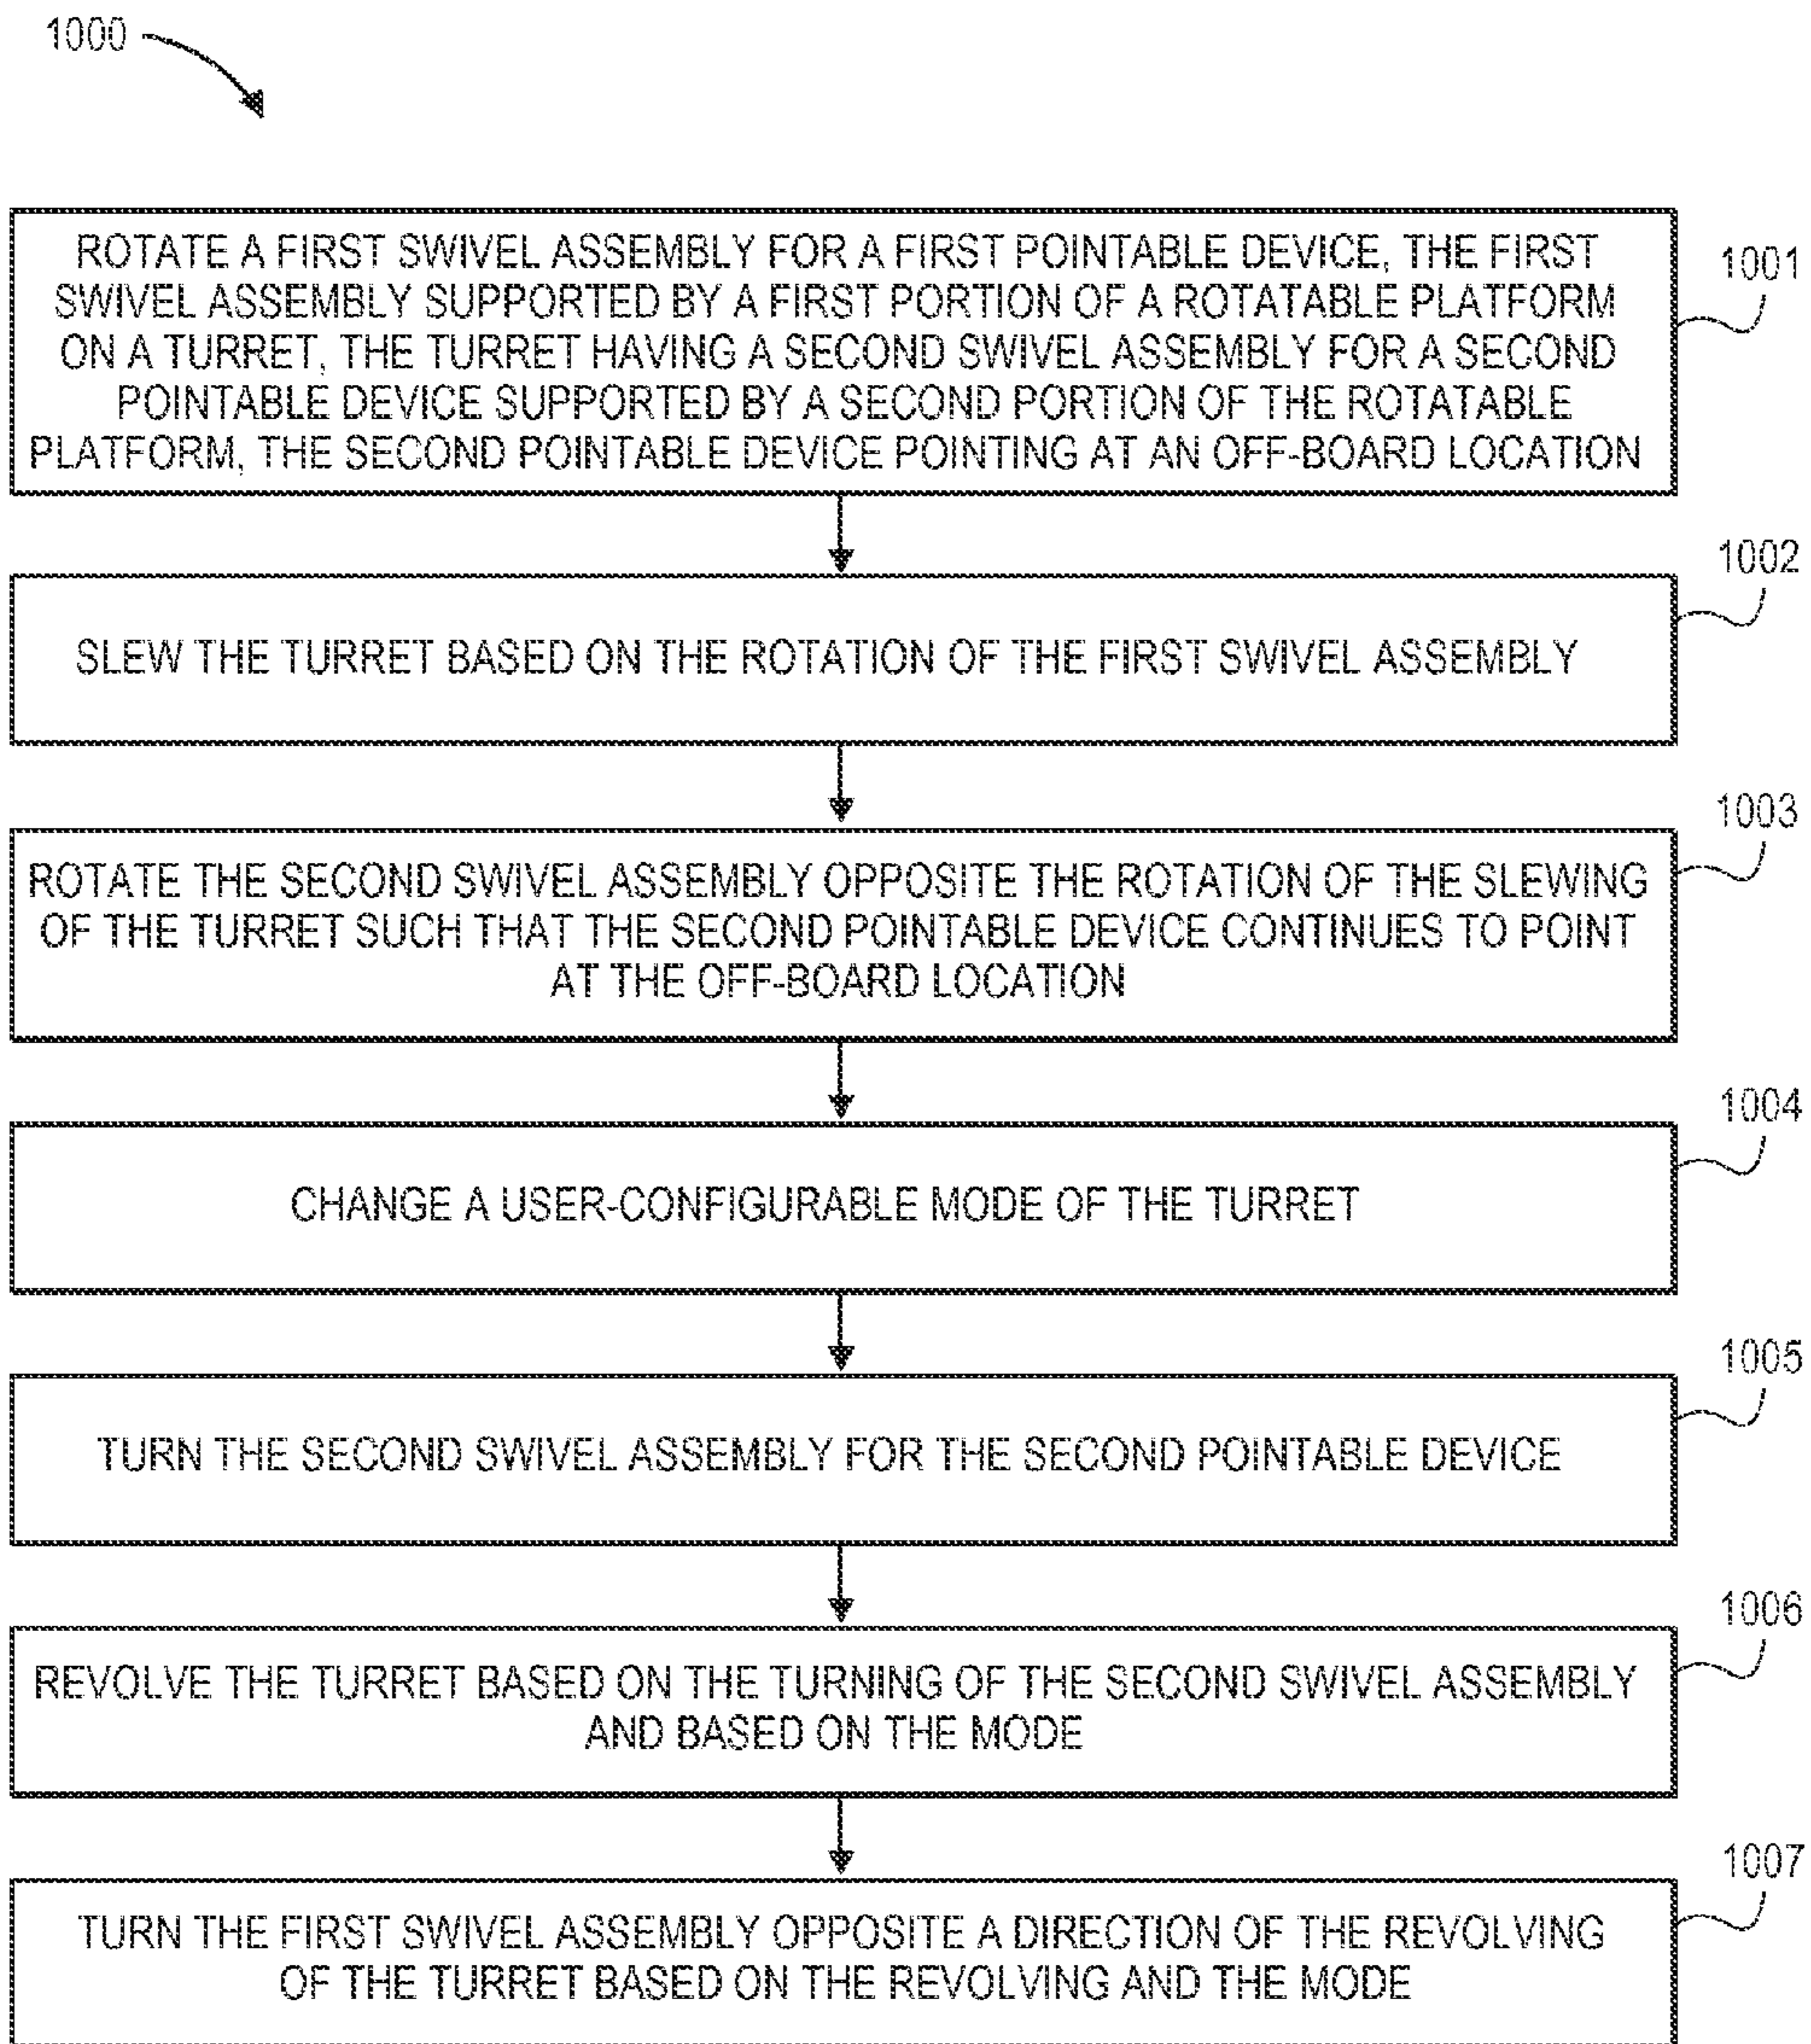 1000
ROTATE A FIRST SWIVEL ASSEMBLY FOR A FIRST POINTABLE DEVICE, THE FIRST
SWIVEL ASSEMBLY SUPPORTED BY A FIRST PORTION OF A ROTATABLE PLATFORM
ON A TURRET, THE TURRET HAVING A SECOND SWIVEL ASSEMBLY FOR A SECOND
POINTABLE DEVICE SUPPORTED BY A SECOND PORTION OF THE ROTATABLE
PLATFORM, THE SECOND POINTABLE DEVICE POINTING AT AN OFF-BOARD LOCATION
1001
SLEW THE TURRET BASED ON THE ROTATION OF THE FIRST SWIVEL ASSEMBLY
1002
ROTATE THE SECOND SWIVEL ASSEMBLY OPPOSITE THE ROTATION OF THE SLEWING
OF THE TURRET SUCH THAT THE SECOND POINTABLE DEVICE CONTINUES TO POINT
AT THE OFF-BOARD LOCATION
1003
CHANGE A USER-CONFIGURABLE MODE OF THE TURRET
1004
TURN THE SECOND SWIVEL ASSEMBLY FOR THE SECOND POINTABLE DEVICE
1005
REVOLVE THE TURRET BASED ON THE TURNING OF THE SECOND SWIVEL ASSEMBLY
AND BASED ON THE MODE
1006
TURN THE FIRST SWIVEL ASSEMBLY OPPOSITE A DIRECTION OF THE REVOLVING
OF THE TURRET BASED ON THE REVOLVING AND THE MODE
1007